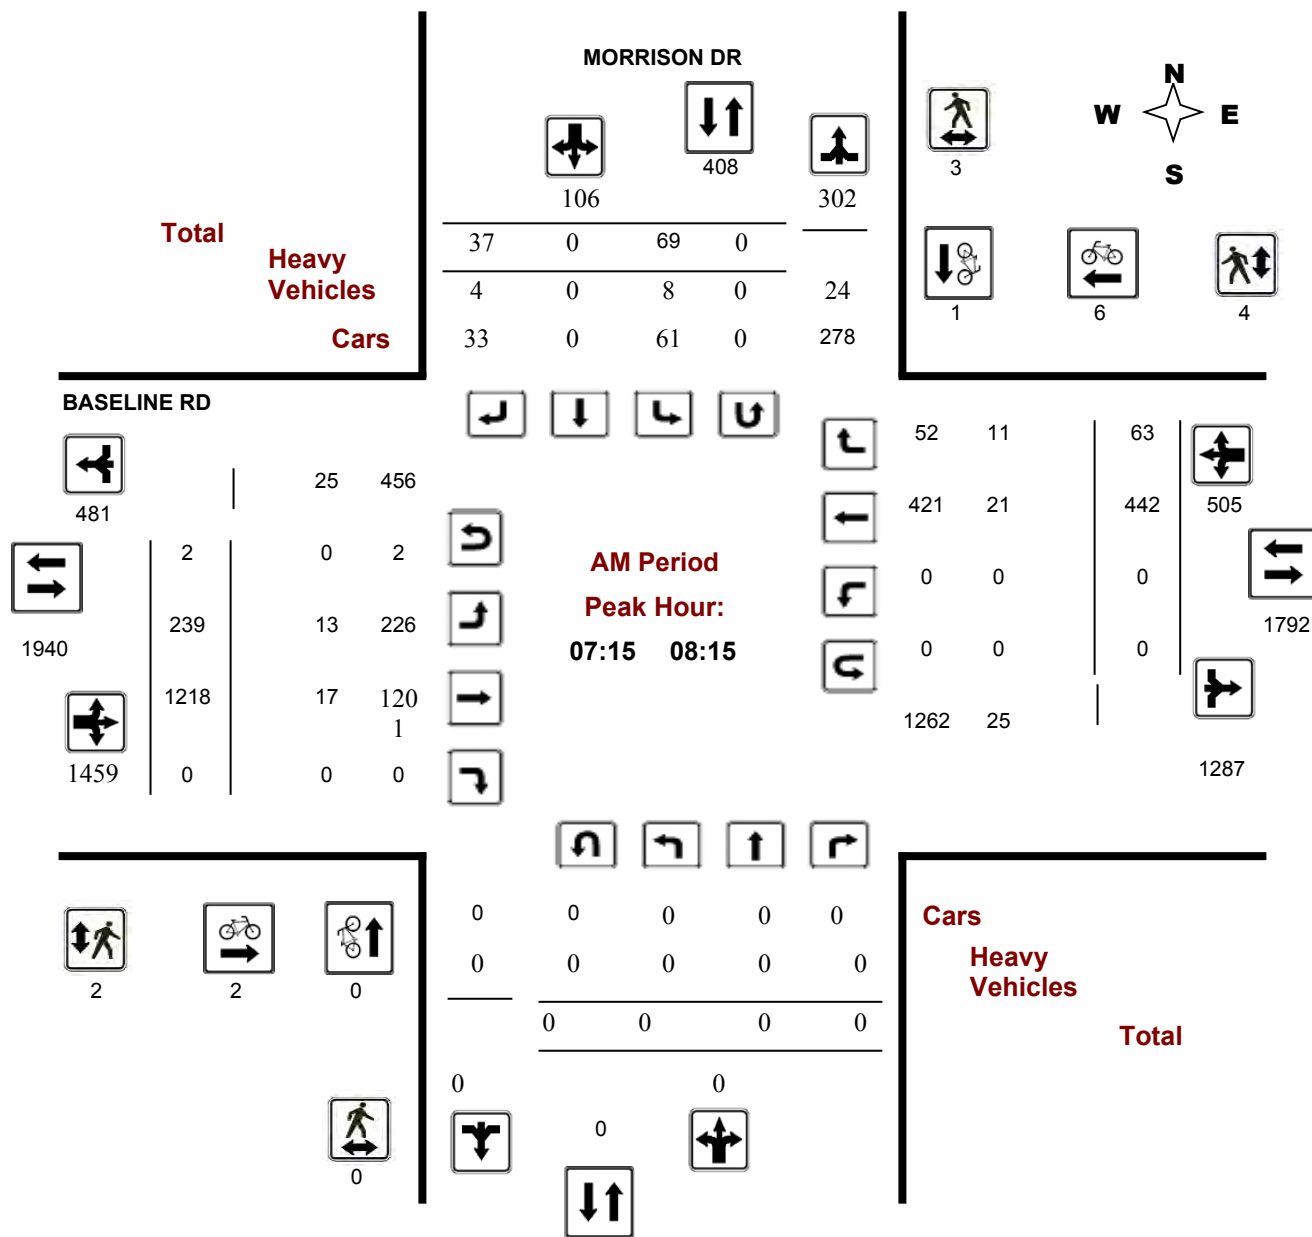 MORRISON DR
N
W E
S
408
3
106 302
Total 37 0 69 0
Heavy
Vehicles 4 0 8 0 24
Cars 33 0 61 0 278
1 6 4
BASELINE RD
52 11 63
25 456
481
421 21 442 505
2 0 2
AM Period
0 0 0
Peak Hour:
239 13 226
1792
1940
07:15 08:15
0 0 0
1218 17 120
1
1262 25
1459 0 0 0
1287
0 0 0 0 0
Cars
0 0 0 0 0
Heavy
Vehicles
2 2 0
0 0 0 0
Total
0 0
0
0